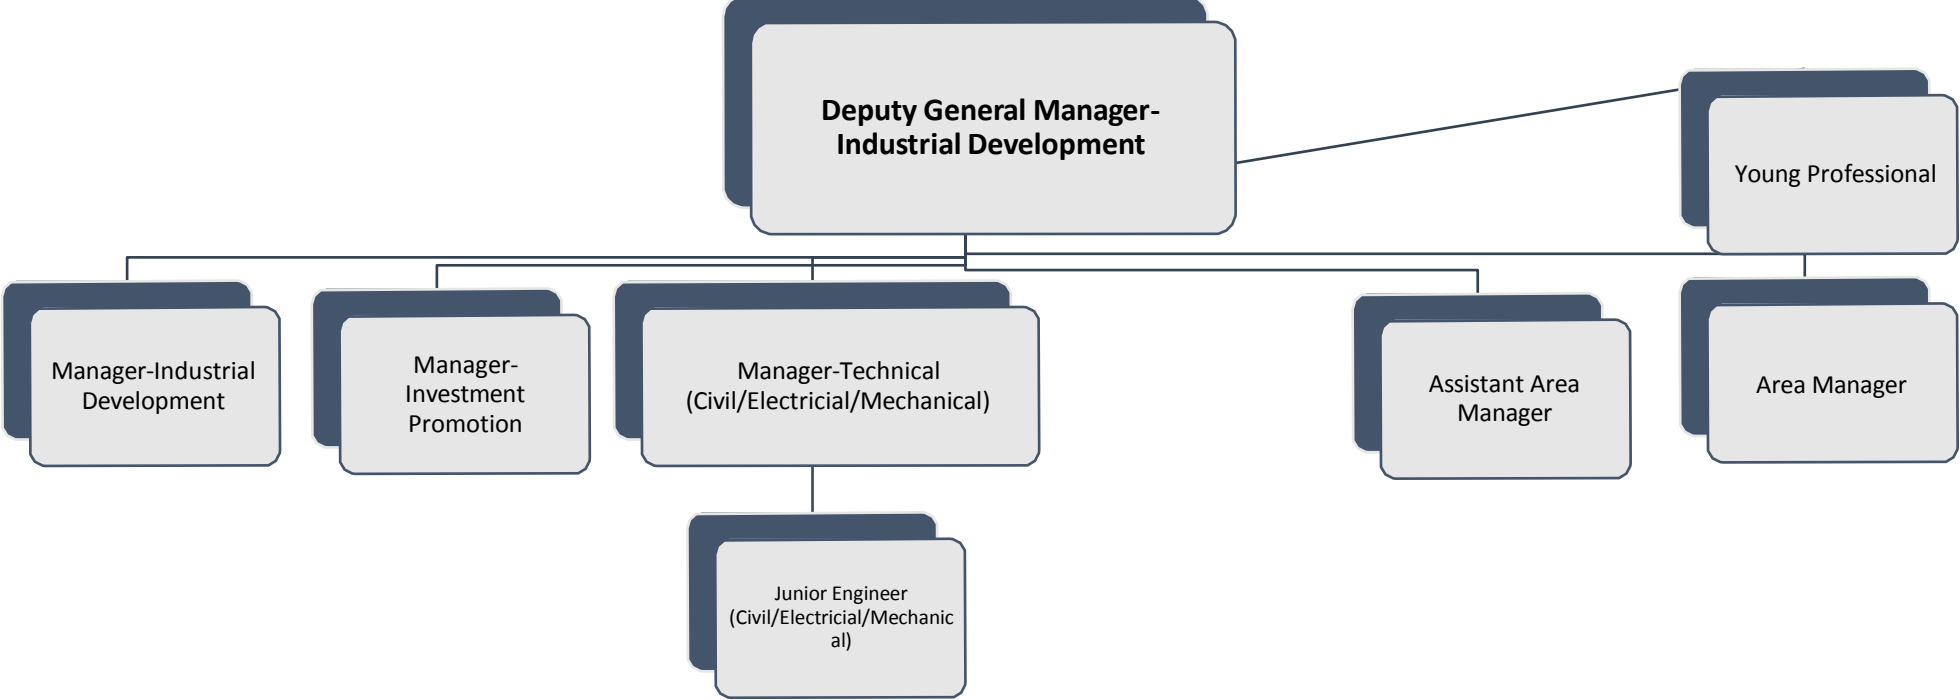 Deputy General Manager-
Industrial Development
Young Professional
Manager-Industrial
Development
Manager-
Investment
Promotion
Manager-Technical
(Civil/Electricial/Mechanical)
Assistant Area
Manager
Area Manager
Junior Engineer
(Civil/Electricial/Mechanic
al)